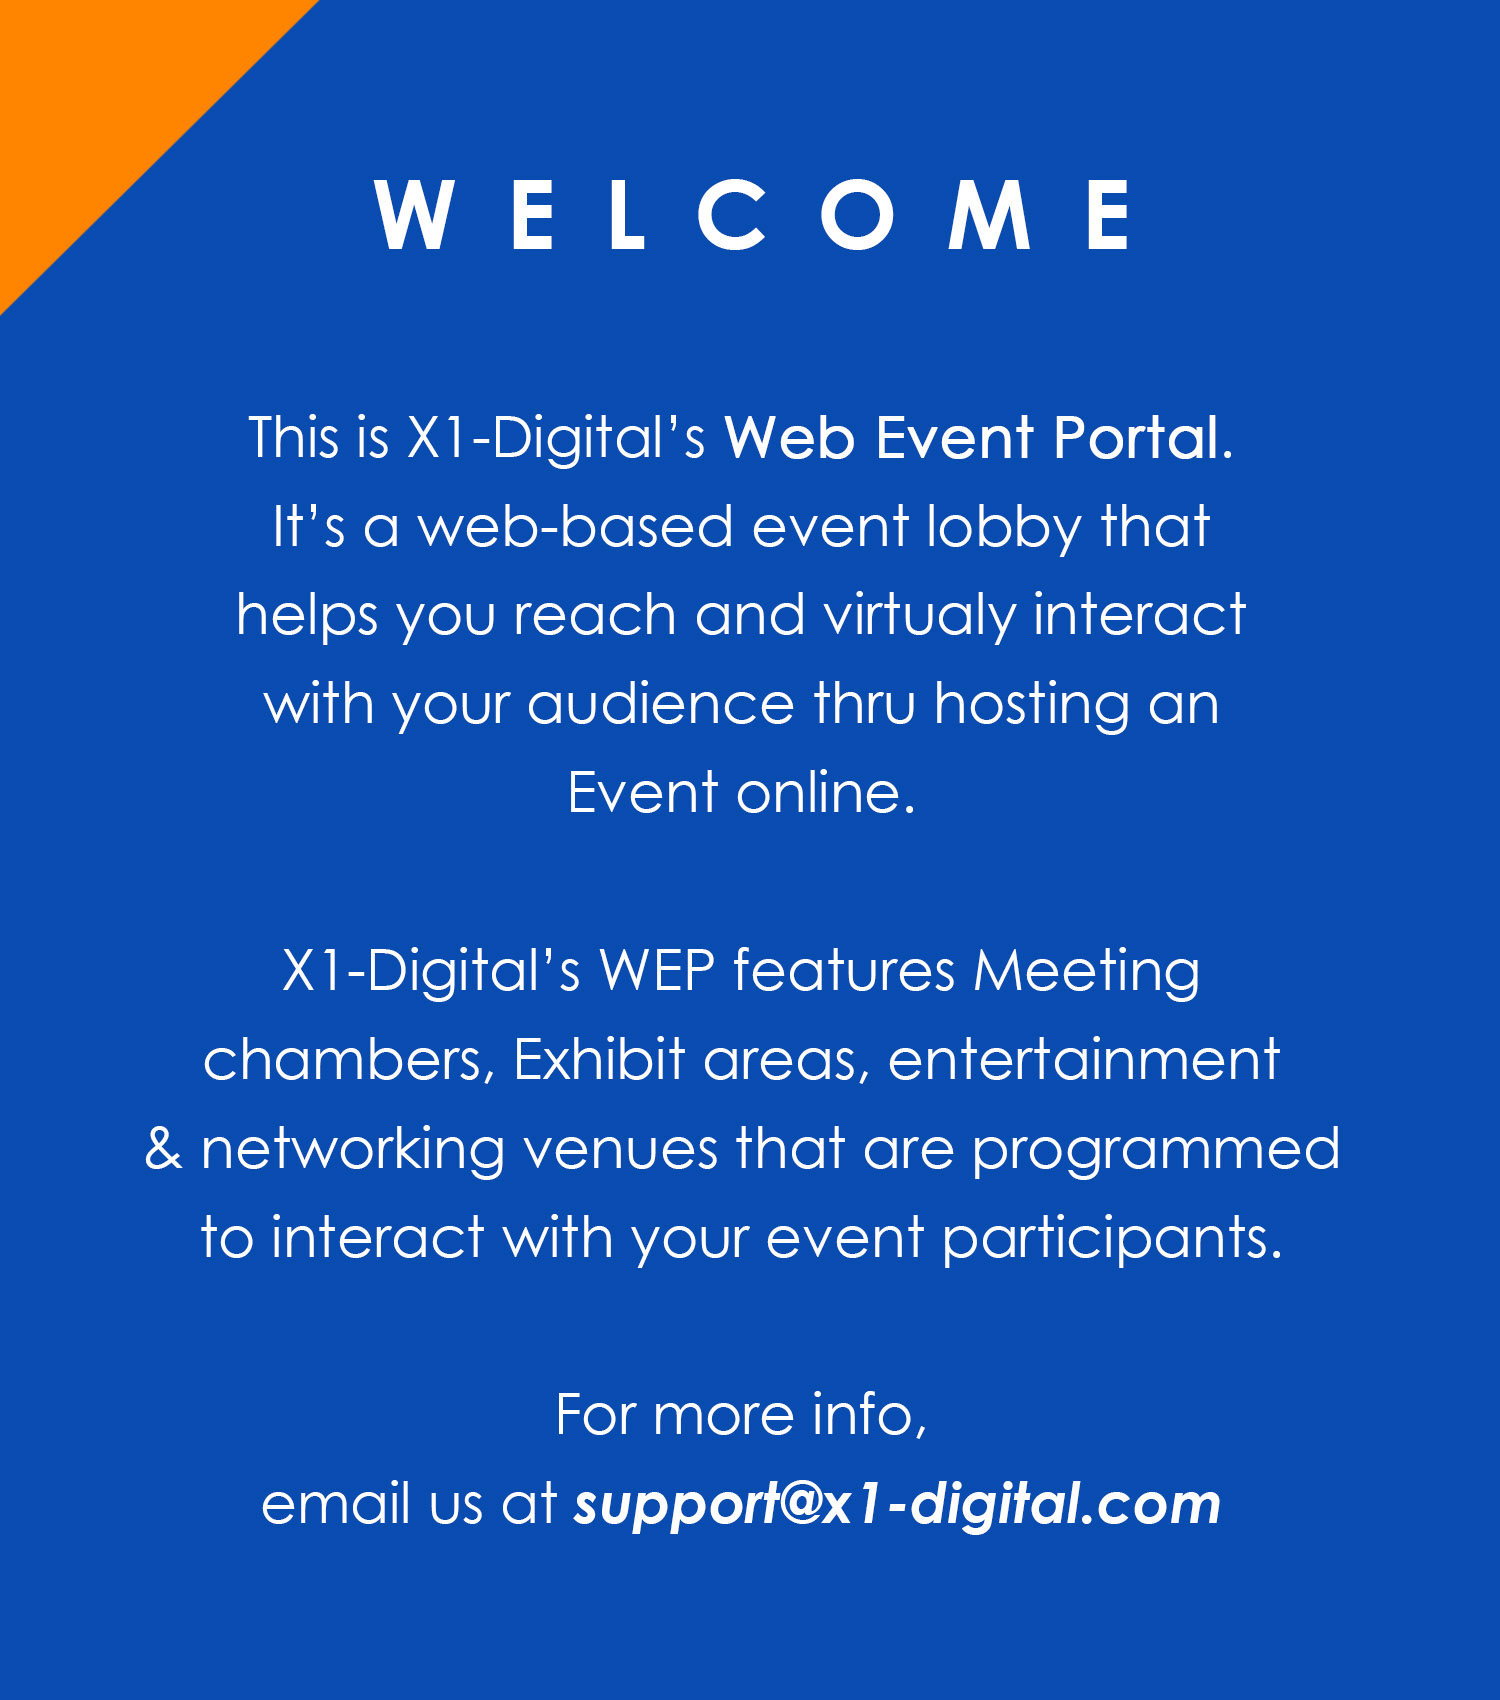 WELCOME
This is X1-Digital’s Web Event Portal.
It’s a web-based event lobby that
helps you reach and virtualy interact
with your audience thru hosting an
Event online.
X1-Digital’s WEP features Meeting
chambers, Exhibit areas, entertainment
& networking venues that are programmed
to interact with your event participants.
For more info,
email us at support@x1-digital.com